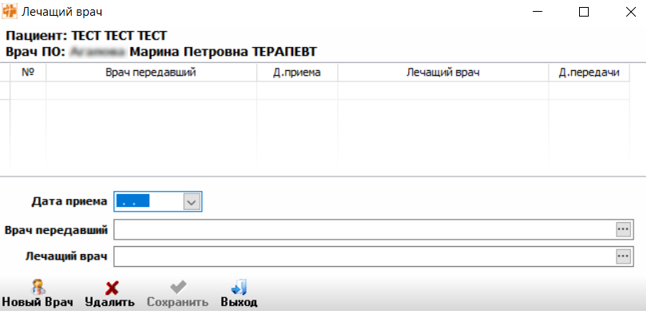 Лечащий врач
Пациент: ТЕСТ ТЕСТ ТЕСТ
Врач ПО: Марина Петровна ТЕРАПЕВТ
№ Врач передавший Д.приема Лечащий врач Д.передачи
Дата приема . .
Врач передавший ...
Лечащий врач ...
Новый Врач Удалить Сохранить Выход